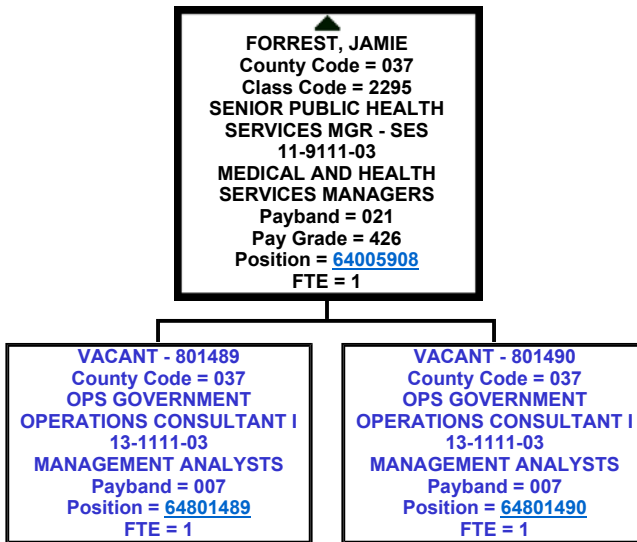 FORREST, JAMIE
County Code = 037
Class Code = 2295
SENIOR PUBLIC HEALTH
SERVICES MGR - SES
11-9111-03
MEDICAL AND HEALTH
SERVICES MANAGERS
Payband = 021
Pay Grade = 426
Position = 64005908
FTE = 1
VACANT - 801489
County Code = 037
OPS GOVERNMENT
OPERATIONS CONSULTANT I
13-1111-03
MANAGEMENT ANALYSTS
Payband = 007
Position = 64801489
FTE = 1
VACANT - 801490
County Code = 037
OPS GOVERNMENT
OPERATIONS CONSULTANT I
13-1111-03
MANAGEMENT ANALYSTS
Payband = 007
Position = 64801490
FTE = 1